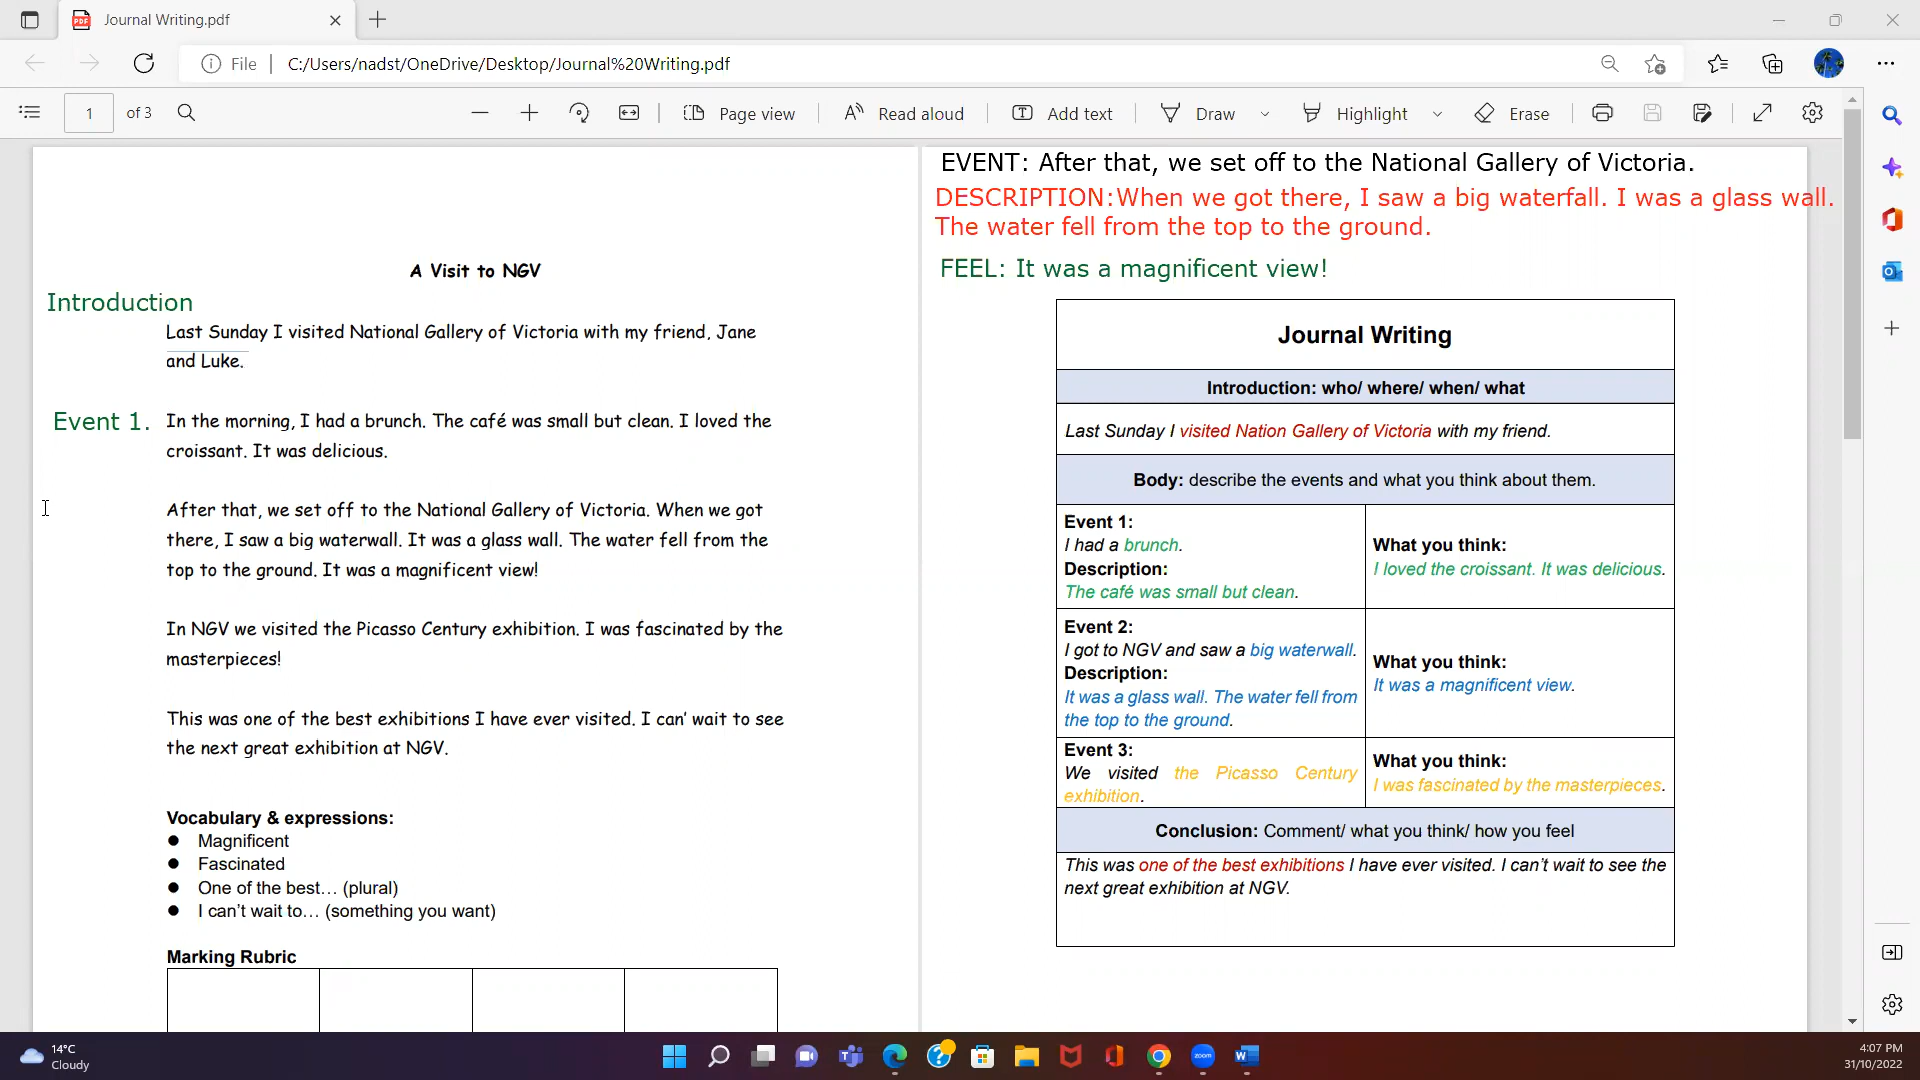 Journal Writing.pdf
File
C:/Users/nadst/OneDrive/Desktop/Journal%20Writing.pdf
1 of 3
Page view
Read aloud
Add text
Draw
Highlight
Erase
A Visit to NGV
Introduction
Last Sunday I visited National Gallery of Victoria with my friend, Jane
and Luke.
Event 1.
In the morning, I had a brunch. The café was small but clean. I loved the
croissant. It was delicious.
After that, we set off to the National Gallery of Victoria. When we got
there, I saw a big waterwall. It was a glass wall. The water fell from the
top to the ground. It was a magnificent view!
In NGV we visited the Picasso Century exhibition. I was fascinated by the
masterpieces!
This was one of the best exhibitions I have ever visited. I can' wait to see
the next great exhibition at NGV.
Vocabulary & expressions:
● Magnificent
● Fascinated
● One of the best… (plural)
● I can't wait to… (something you want)
Marking Rubric
EVENT: After that, we set off to the National Gallery of Victoria.
DESCRIPTION:When we got there, I saw a big waterfall. I was a glass wall.
The water fell from the top to the ground.
FEEL: It was a magnificent view!
Journal Writing
Introduction: who/ where/ when/ what
Last Sunday I visited Nation Gallery of Victoria with my friend.
Body: describe the events and what you think about them.
Event 1:
I had a brunch.
Description:
The café was small but clean.
What you think:
I loved the croissant. It was delicious.
Event 2:
I got to NGV and saw a big waterwall.
Description:
It was a glass wall. The water fell from
the top to the ground.
What you think:
It was a magnificent view.
Event 3:
We visited the Picasso Century
exhibition.
What you think:
I was fascinated by the masterpieces.
Conclusion: Comment/ what you think/ how you feel
This was one of the best exhibitions I have ever visited. I can't wait to see the
next great exhibition at NGV.
14°C
Cloudy
4:07 PM
31/10/2022